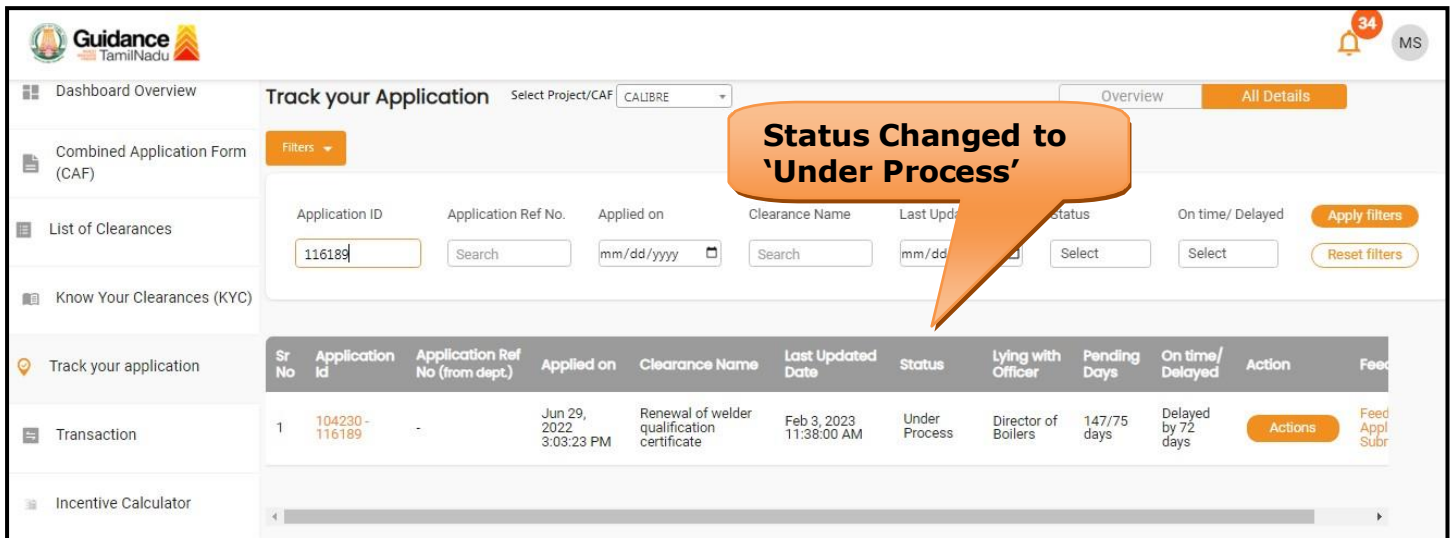 Guidance
TamilNadu
34
MS
Dashboard Overview
Combined Application Form
(CAF)
List of Clearances
Know Your Clearances (KYC)
Track your application
Transaction
Incentive Calculator
Track your Application Select Project/CAF CALIBRE
Overview All Details
Filters
Status Changed to
‘Under Process’
Application ID Application Ref No. Applied on Clearance Name Last Upda tatus On time/ Delayed Apply filters
116189 Search mm/dd/yyyy Search mm/dd Select Select Reset filters
Sr Application Application Ref Applied on Clearance Name Last Updated Status Lying with Pending On time/ Action Feed
No Id No (from dept.) Date Officer Days Delayed
1 104230 - - Jun 29, Renewal of welder Feb 3, 2023 Under Director of 147/75 Delayed Actions Feed
116189 2022 qualification 11:38:00 AM Process Boilers days by 72 Appl
3:03:23 PM certificate days Subr